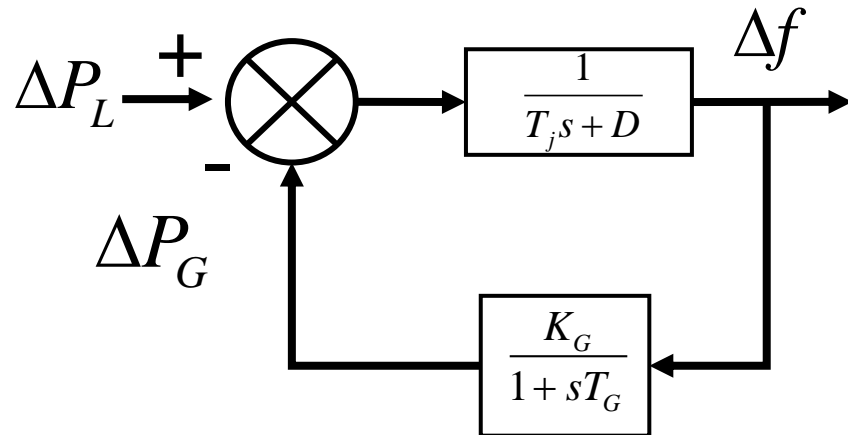 ΔP_L
+
-
ΔP_G
1
T_j s + D
Δf
K_G
1 + sT_G